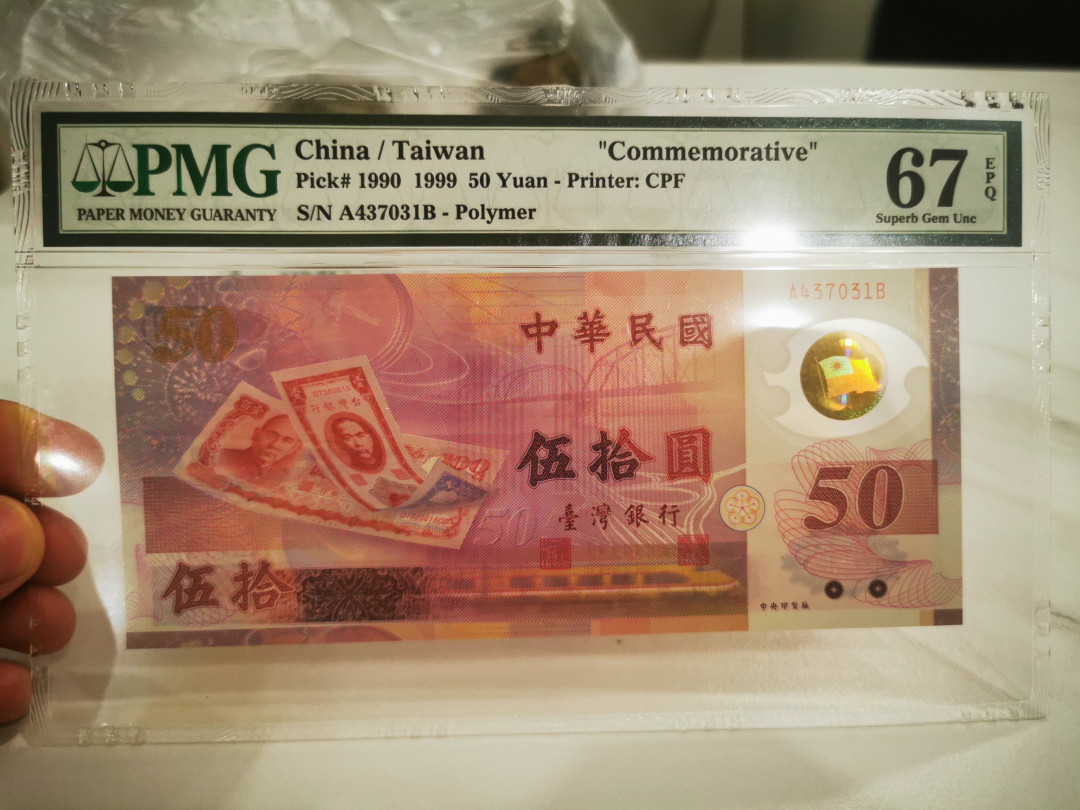 PMG
PAPER MONEY GUARANTY
China / Taiwan "Commemorative"
Pick# 1990 1999 50 Yuan - Printer: CPF
S/N A437031B - Polymer
67
EPQ
Superb Gem Unc
A437031B
50
中華民國
臺灣銀行
伍拾圓
50
50
伍拾
中央印製廠